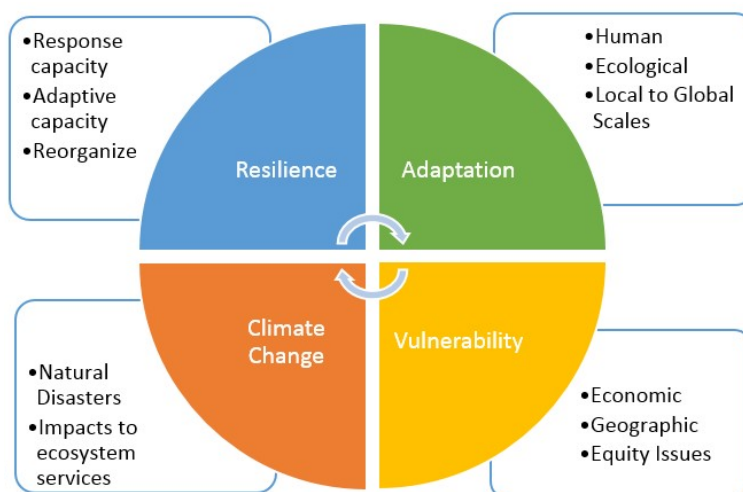 •Response
capacity
•Adaptive
capacity
•Reorganize
•Human
•Ecological
•Local to Global
Scales
Resilience
Adaptation
Climate
Change
Vulnerability
•Natural
Disasters
•Impacts to
ecosystem
services
•Economic
•Geographic
•Equity Issues